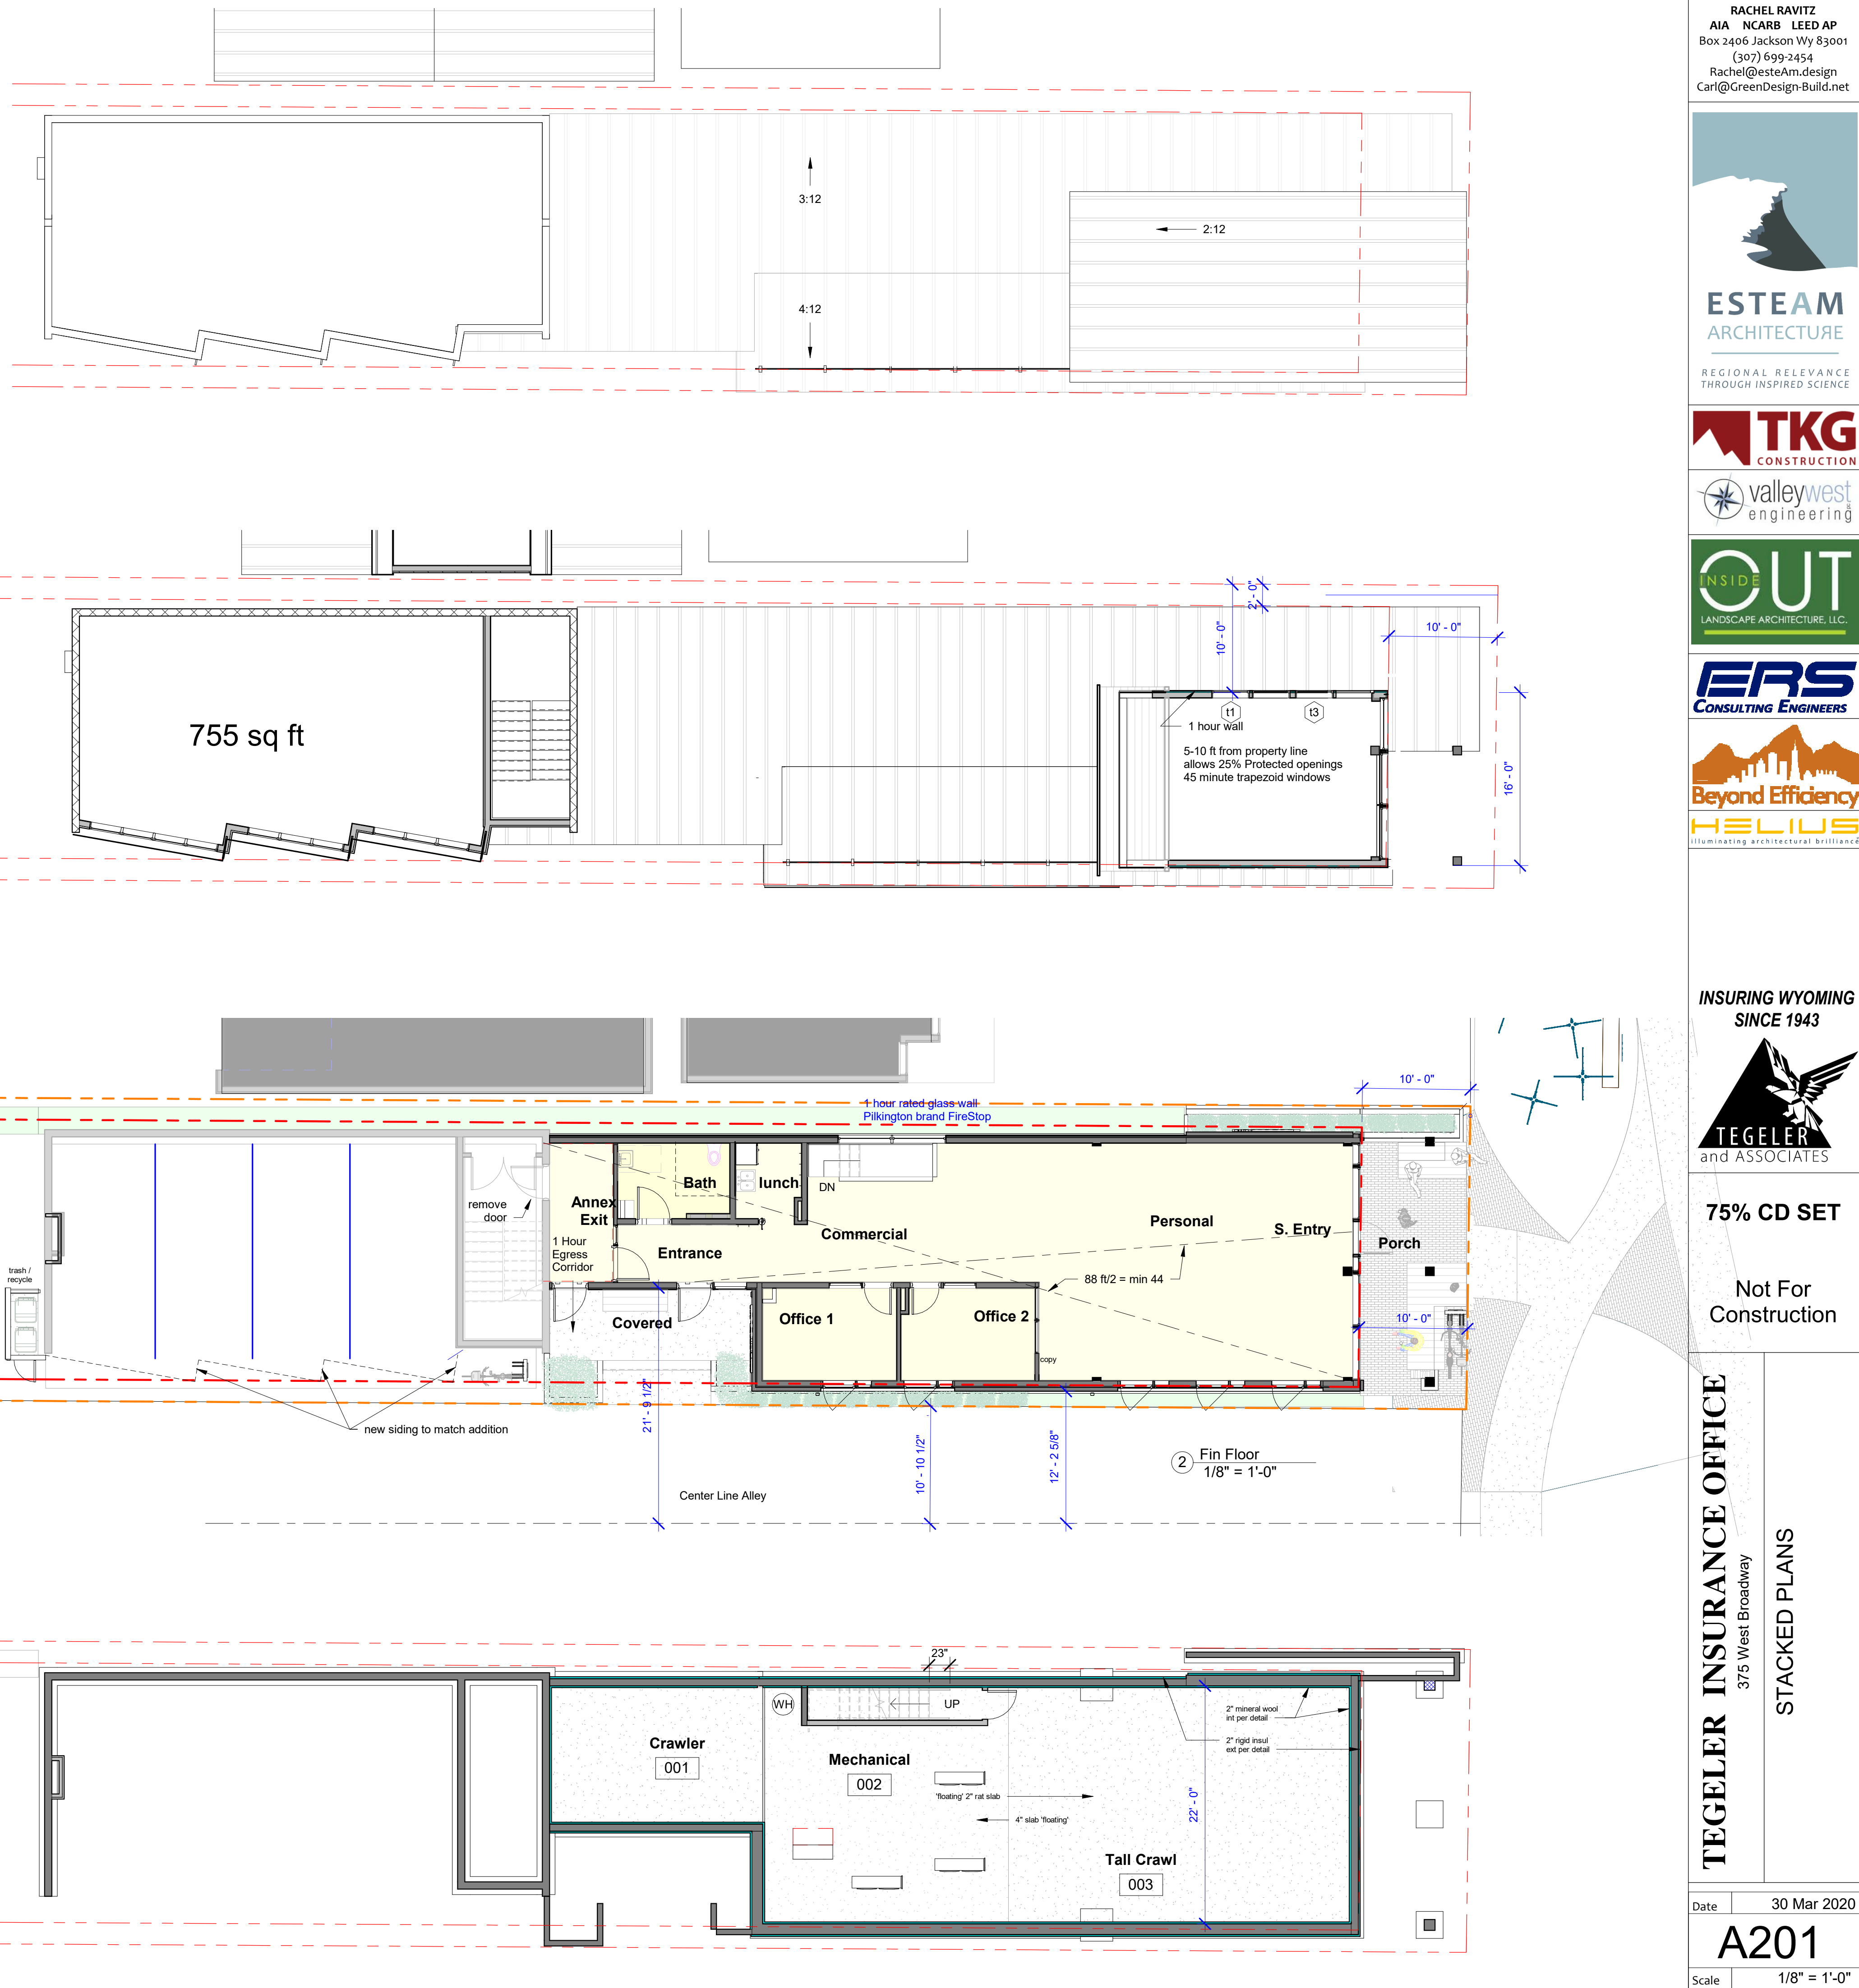 3:12
2:12
4:12
755 sq ft
10' - 0"
2' - 0"
10' - 0"
t1
t3
1 hour wall
5-10 ft from property line
allows 25% Protected openings
45 minute trapezoid windows
16' - 0"
10' - 0"
1 hour rated glass wall
Pilkington brand FireStop
remove
door
Annex
Exit
1 Hour
Egress
Corridor
Bath
lunch
DN
Entrance
Commercial
Personal
S. Entry
Porch
88 ft/2 = min 44
trash /
recycle
Covered
Office 1
Office 2
copy
10' - 0"
new siding to match addition
21' - 9 1/2"
10' - 10 1/2"
12' - 2 5/8"
Center Line Alley
2
Fin Floor
1/8" = 1'-0"
23"
WH
UP
Crawler
001
Mechanical
002
2" mineral wool
int per detail
2" rigid insul
ext per detail
'floating' 2" rat slab
4" slab 'floating'
22' - 0"
Tall Crawl
003
RACHEL RAVITZ
AIA NCARB LEED AP
Box 2406 Jackson Wy 83001
(307) 699-2454
Rachel@esteAm.design
Carl@GreenDesign-Build.net
ESTEAM
ARCHITECTURE
REGIONAL RELEVANCE
THROUGH INSPIRED SCIENCE
TKG
CONSTRUCTION
valleywest
engineering
INSIDE
OUT
LANDSCAPE ARCHITECTURE, LLC.
ERS
CONSULTING ENGINEERS
Beyond Efficiency
HELIUS
illuminating architectural brilliance
INSURING WYOMING
SINCE 1943
TEGELER
and ASSOCIATES
75% CD SET
Not For
Construction
TEGELER INSURANCE OFFICE
375 West Broadway
STACKED PLANS
Date 30 Mar 2020
A201
Scale 1/8" = 1'-0"